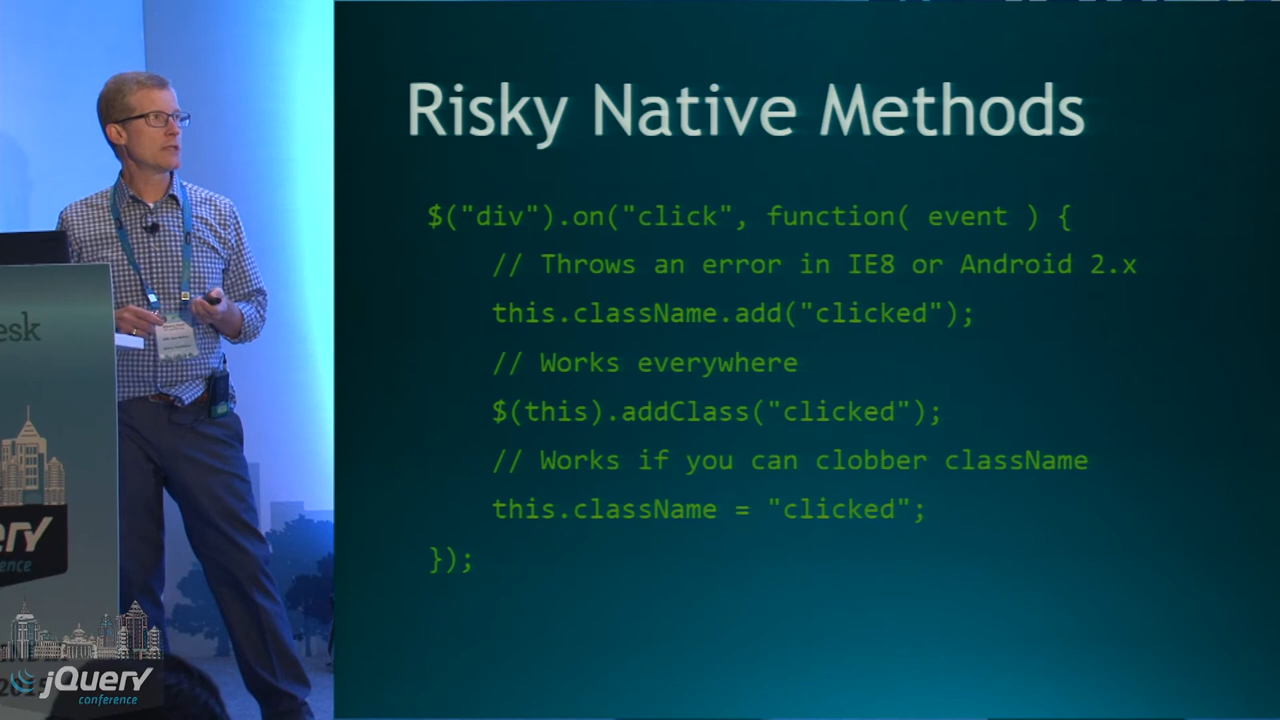 Risky Native Methods
$("div").on("click", function( event ) {
// Throws an error in IE8 or Android 2.x
this.className.add("clicked");
// Works everywhere
$(this).addClass("clicked");
// Works if you can clobber className
this.className = "clicked";
});
esk
ery
ence
jQuery
conference